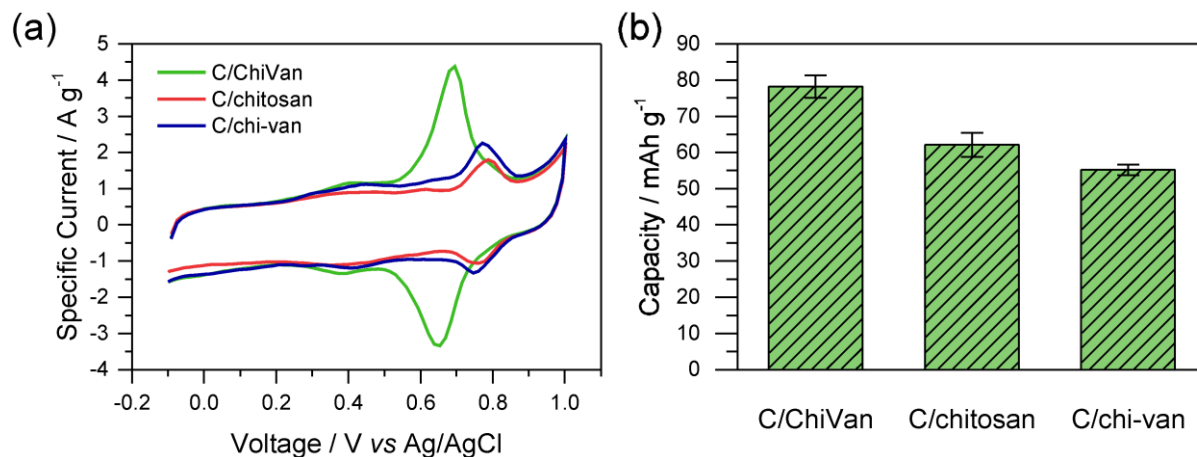 (a)
Specific Current / A g⁻¹
5
4
3
2
1
0
-1
-2
-3
-4
C/ChiVan
C/chitosan
C/chi-van
-0.2 0.0 0.2 0.4 0.6 0.8 1.0
Voltage / V vs Ag/AgCl
(b)
Capacity / mAh g⁻¹
90
80
70
60
50
40
30
20
10
0
C/ChiVan C/chitosan C/chi-van